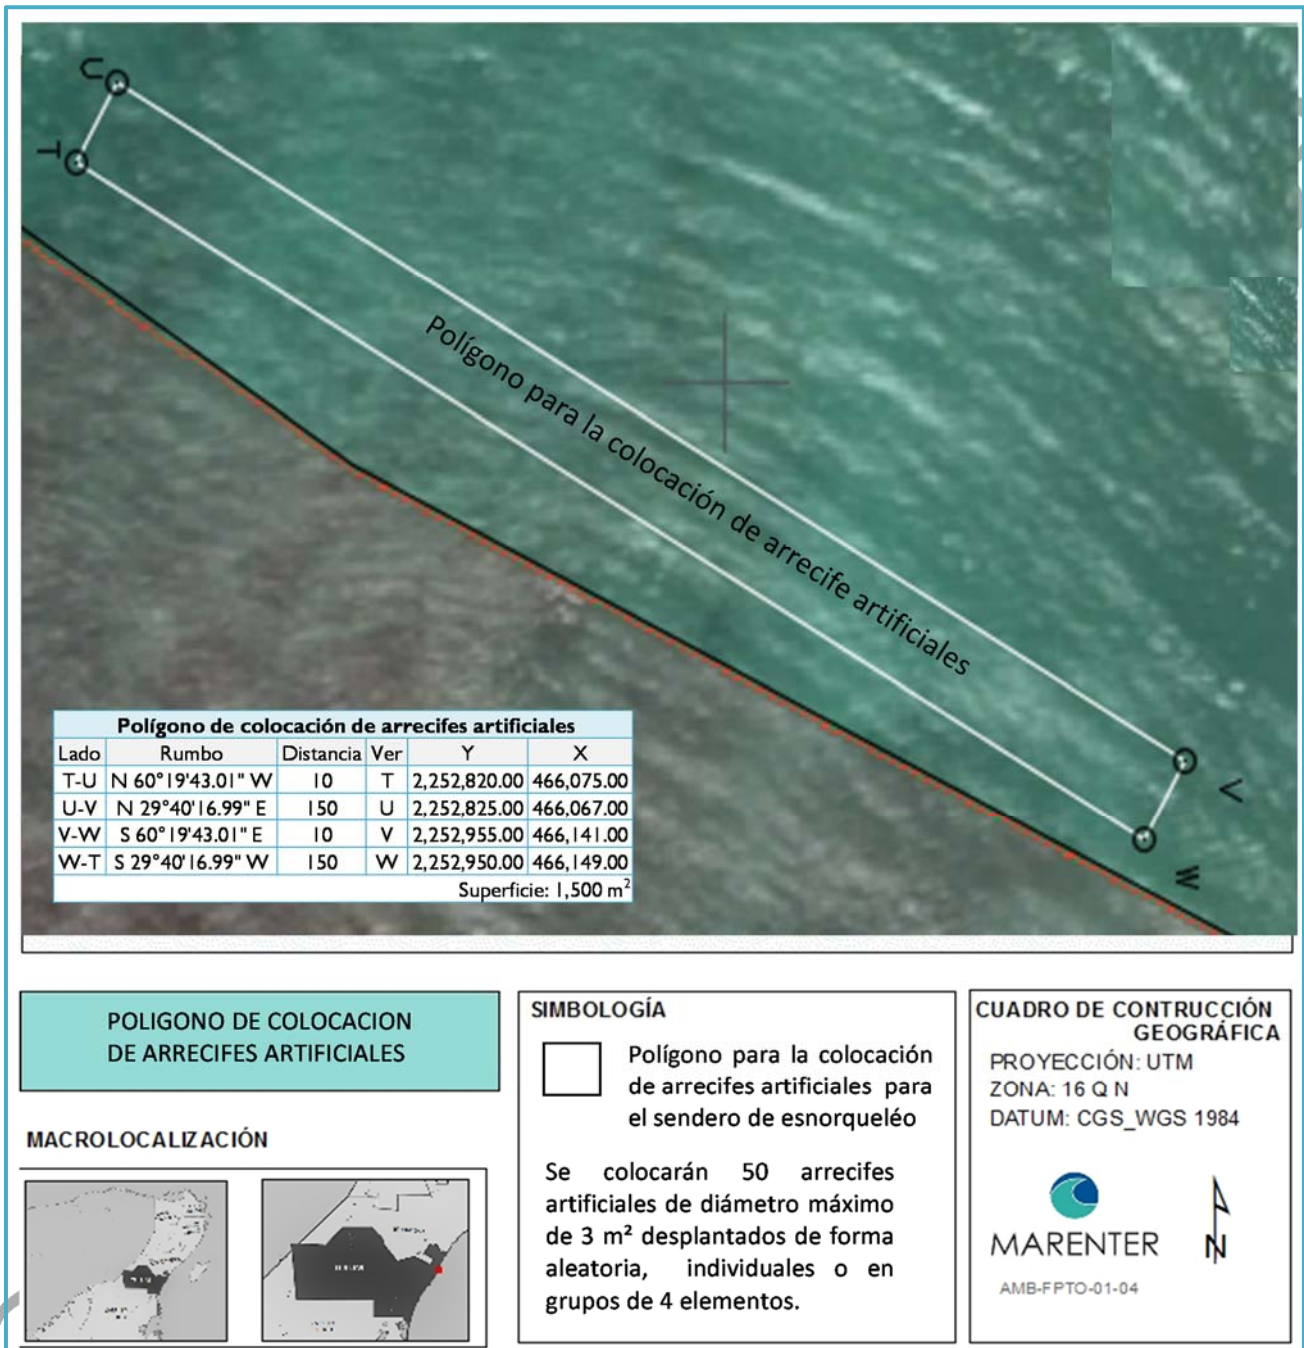 U
T
Polígono para la colocación de arrecife artificiales
V
W
Polígono de colocación de arrecifes artificiales
Lado Rumbo Distancia Ver Y X
T-U N 60°19'43.01" W 10 T 2,252,820.00 466,075.00
U-V N 29°40'16.99" E 150 U 2,252,825.00 466,067.00
V-W S 60°19'43.01" E 10 V 2,252,955.00 466,141.00
W-T S 29°40'16.99" W 150 W 2,252,950.00 466,149.00
Superficie: 1,500 m²
POLIGONO DE COLOCACION
DE ARRECIFES ARTIFICIALES
MACROLOCALIZACIÓN
SIMBOLOGÍA
Polígono para la colocación
de arrecifes artificiales para
el sendero de esnorqueléo
Se colocarán 50 arrecifes
artificiales de diámetro máximo
de 3 m² desplantados de forma
aleatoria, individuales o en
grupos de 4 elementos.
CUADRO DE CONTRUCCIÓN
GEOGRÁFICA
PROYECCIÓN: UTM
ZONA: 16 Q N
DATUM: CGS_WGS 1984
MARENTER
N
AMB-FPTO-01-04